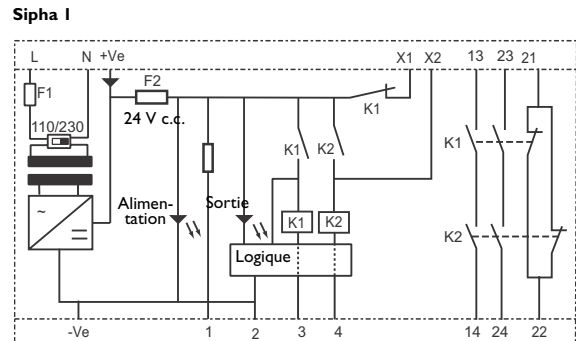 Sipha 1
L N +Ve X1 X2 13 23 21
F1
F2
K1
110/230
24 V c.c.
K1 K2
K1
Alimen-
tation
Sortie
~
K1 K2
K2
Logique
-Ve 1 2 3 4 14 24 22